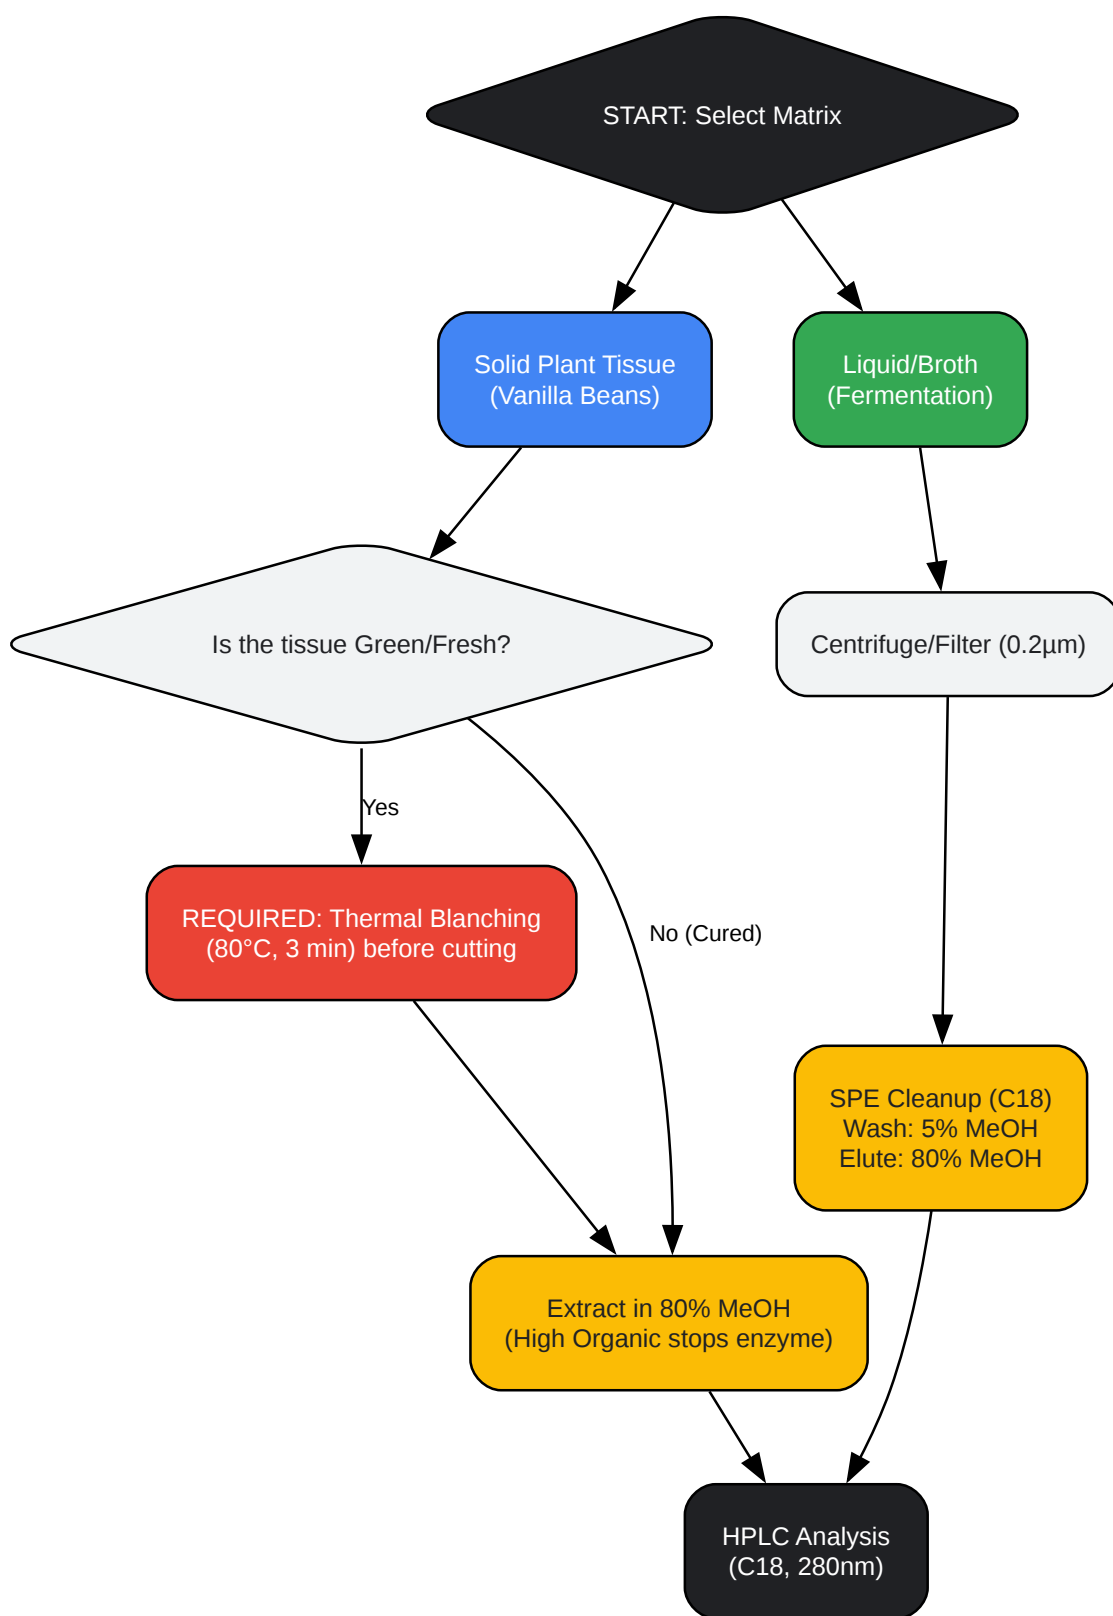 START: Select Matrix
Solid Plant Tissue
(Vanilla Beans)
Liquid/Broth
(Fermentation)
Is the tissue Green/Fresh?
Centrifuge/Filter (0.2µm)
Yes
REQUIRED: Thermal Blanching
(80°C, 3 min) before cutting
No (Cured)
SPE Cleanup (C18)
Wash: 5% MeOH
Elute: 80% MeOH
Extract in 80% MeOH
(High Organic stops enzyme)
HPLC Analysis
(C18, 280nm)